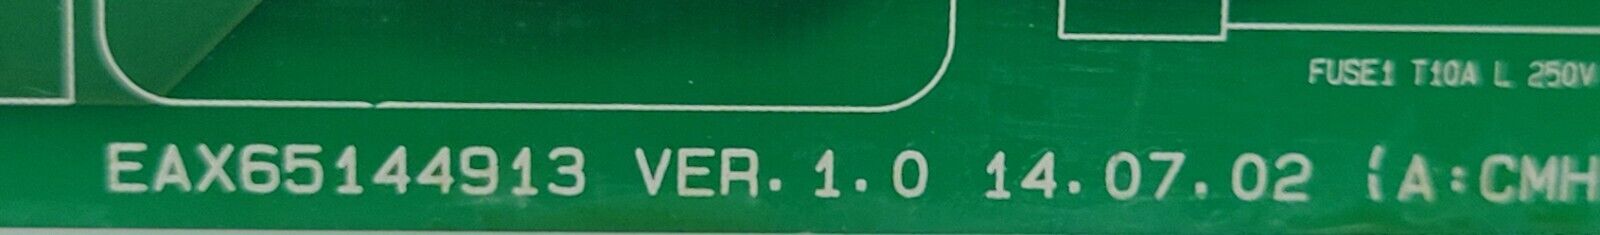 FUSE1 T10A L 250V
EAX65144913 VER. 1.0 14.07.02 (A:CMH